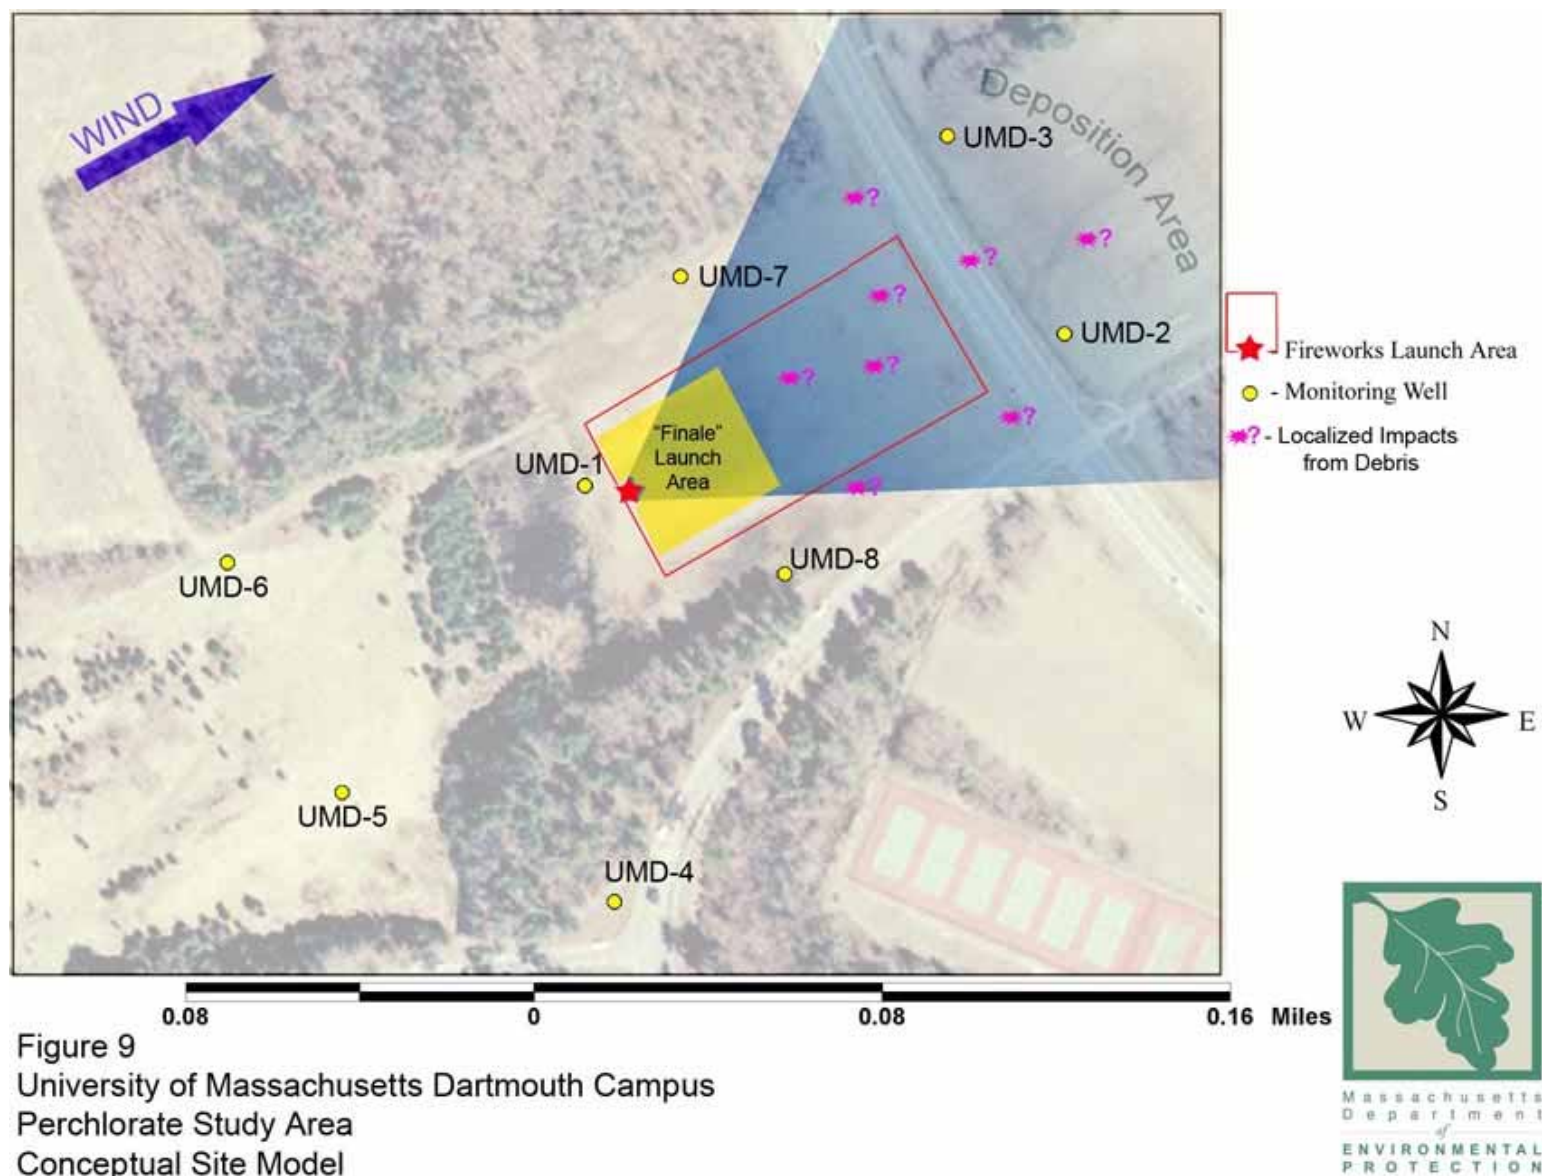 WIND
Deposition Area
UMD-3
?
?
?
UMD-7
?
UMD-2
?
?
?
"Finale"
Launch
Area
UMD-1
?
UMD-8
UMD-6
UMD-5
UMD-4
- Fireworks Launch Area
- Monitoring Well
?- Localized Impacts
from Debris
N
W E
S
0.08 0 0.08 0.16 Miles
Figure 9
University of Massachusetts Dartmouth Campus
Perchlorate Study Area
Conceptual Site Model
Massachusetts
Department
of
ENVIRONMENTAL
PROTECTION